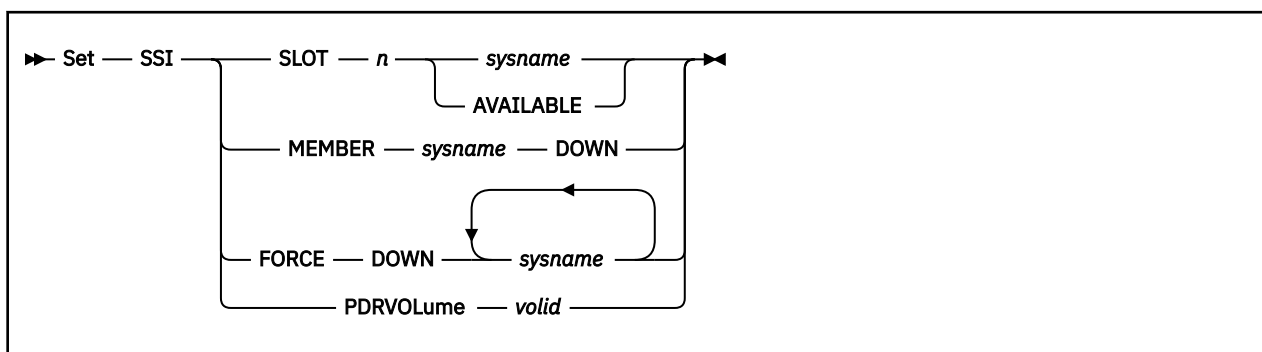 Set SSI SLOT n sysname
AVAILABLE
MEMBER sysname DOWN
FORCE DOWN sysname
PDRVOLume volid